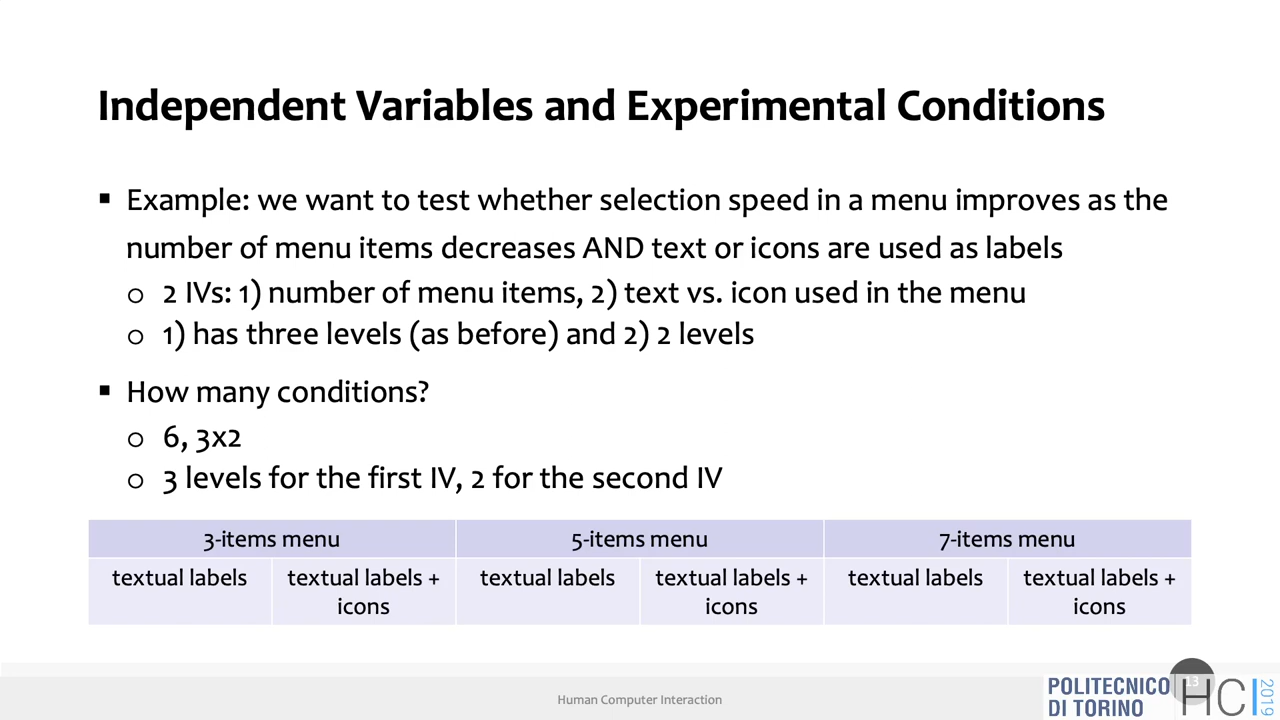 Independent Variables and Experimental Conditions
▪ Example: we want to test whether selection speed in a menu improves as the
number of menu items decreases AND text or icons are used as labels
o 2 IVs: 1) number of menu items, 2) text vs. icon used in the menu
o 1) has three levels (as before) and 2) 2 levels
▪ How many conditions?
o 6, 3x2
o 3 levels for the first IV, 2 for the second IV
3-items menu 5-items menu 7-items menu
textual labels textual labels + icons textual labels textual labels + icons textual labels textual labels + icons
Human Computer Interaction
13
POLITECNICO
DI TORINO
HCI
2019